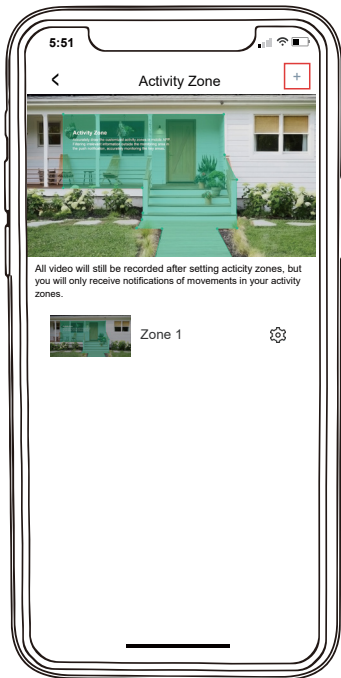 5:51
Activity Zone
+
Activity Zone
All video will still be recorded after setting acticity zones, but
you will only receive notifications of movements in your activity
zones.
Zone 1